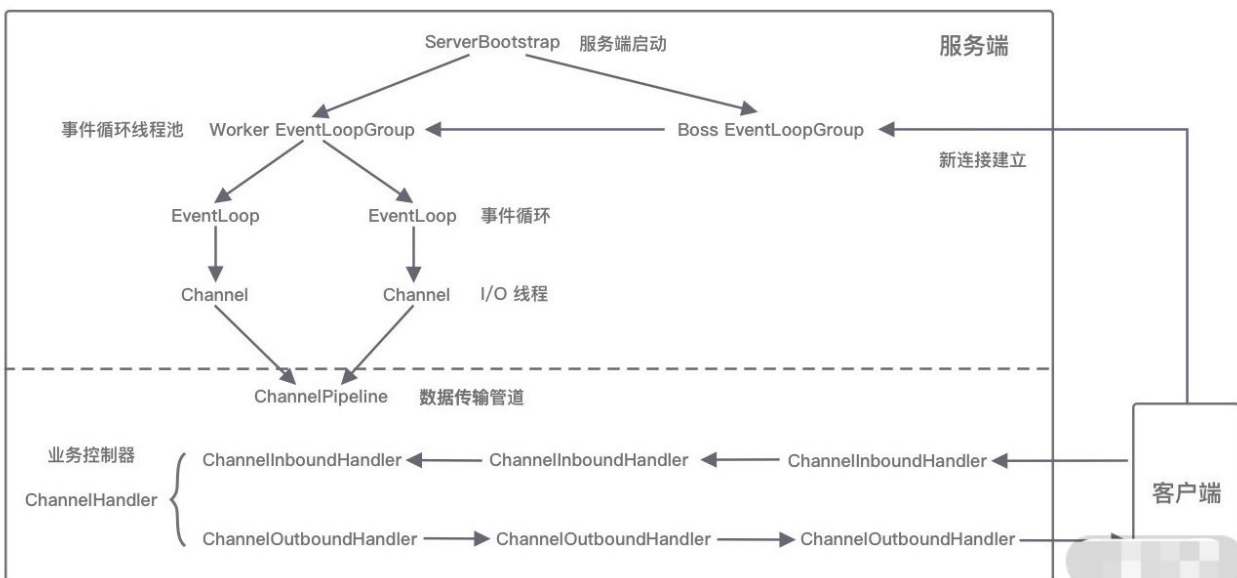 ServerBootstrap 服务端启动 服务端
事件循环线程池 Worker EventLoopGroup Boss EventLoopGroup
新连接建立
EventLoop EventLoop 事件循环
Channel Channel I/O 线程
ChannelPipeline 数据传输管道
业务控制器 ChannelInboundHandler ChannelInboundHandler ChannelInboundHandler
客户端
ChannelHandler
ChannelOutboundHandler ChannelOutboundHandler ChannelOutboundHandler